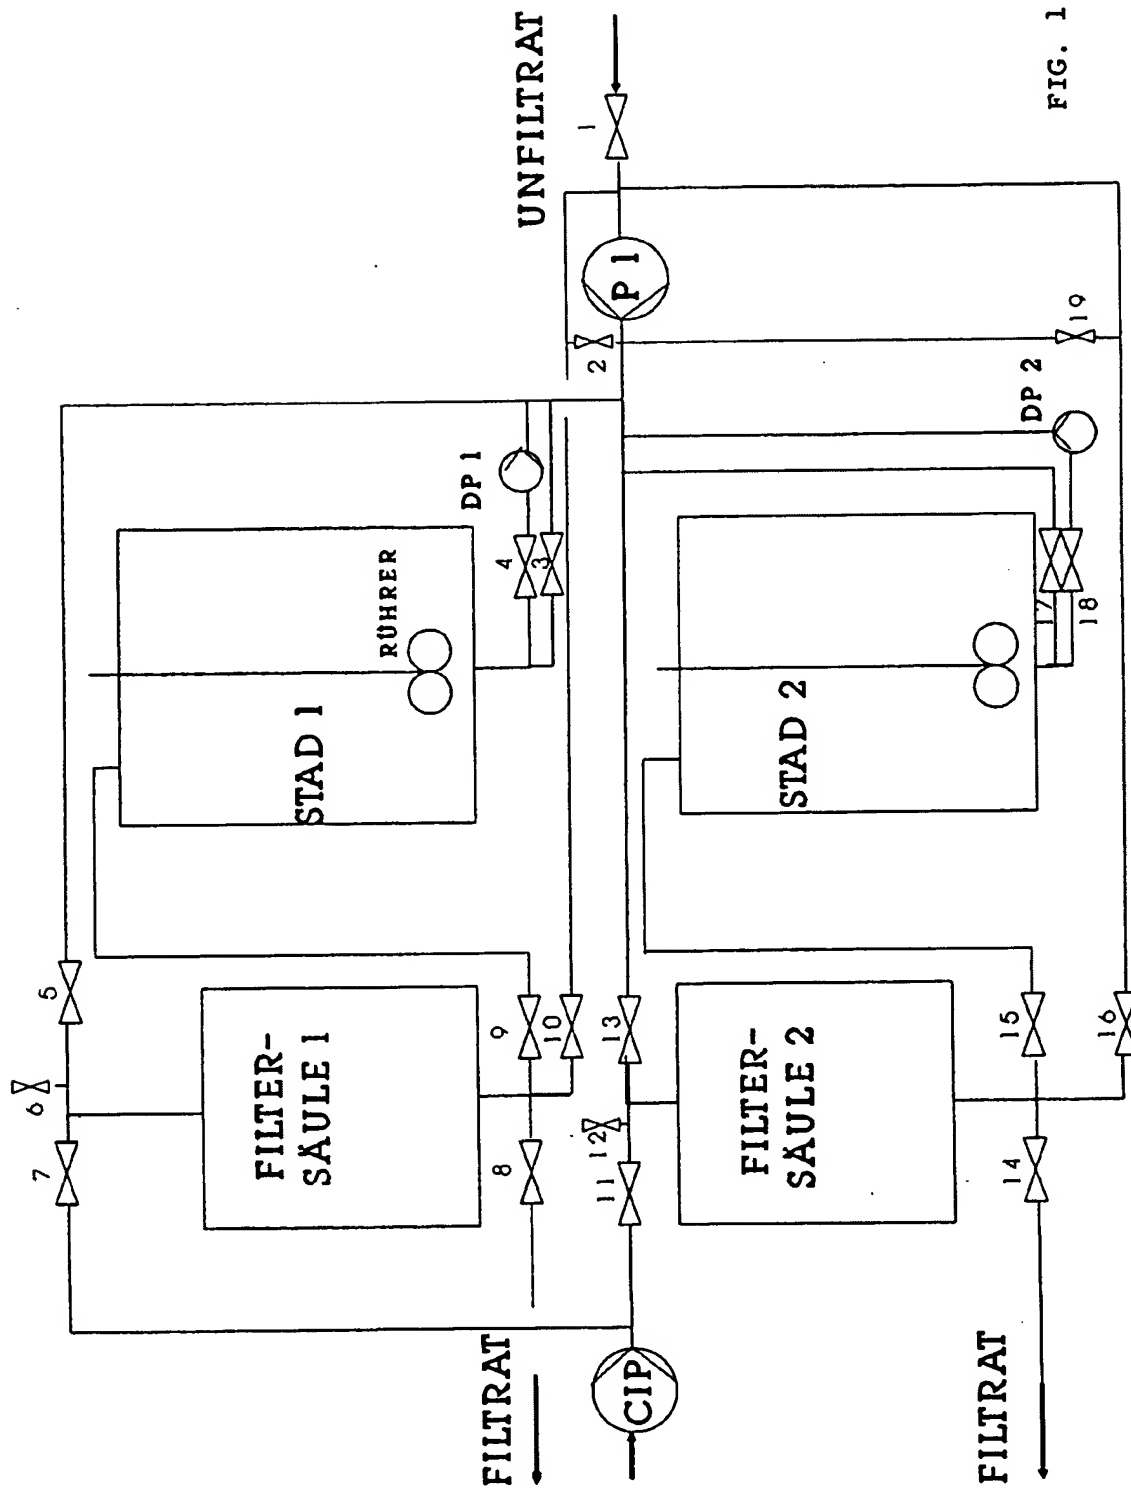 UNFILTRAT
1
P 1
2
19
DP 1
DP 2
4
3
17
18
STAD 1
RÜHRER
STAD 2
5
6
7
FILTER-
SÄULE 1
9
10
8
13
12
11
FILTER-
SÄULE 2
15
16
14
CIP
FILTRAT
FILTRAT
FIG. 1